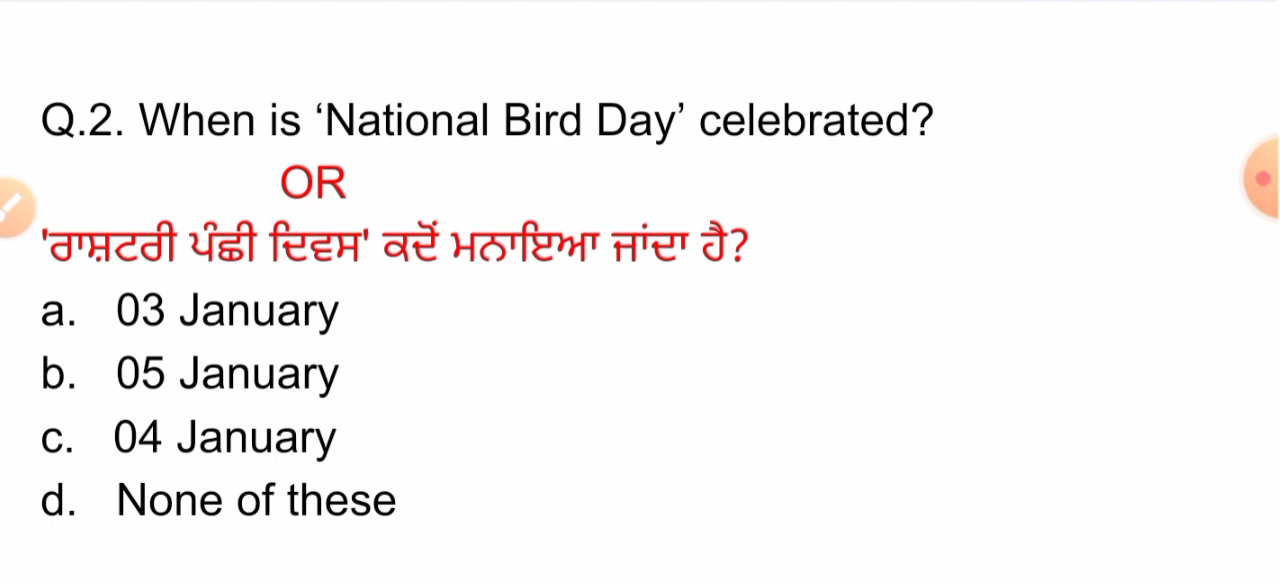 Q.2. When is ‘National Bird Day’ celebrated?
OR
'ਰਾਸ਼ਟਰੀ ਪੰਛੀ ਦਿਵਸ' ਕਦੋਂ ਮਨਾਇਆ ਜਾਂਦਾ ਹੈ?
a. 03 January
b. 05 January
c. 04 January
d. None of these